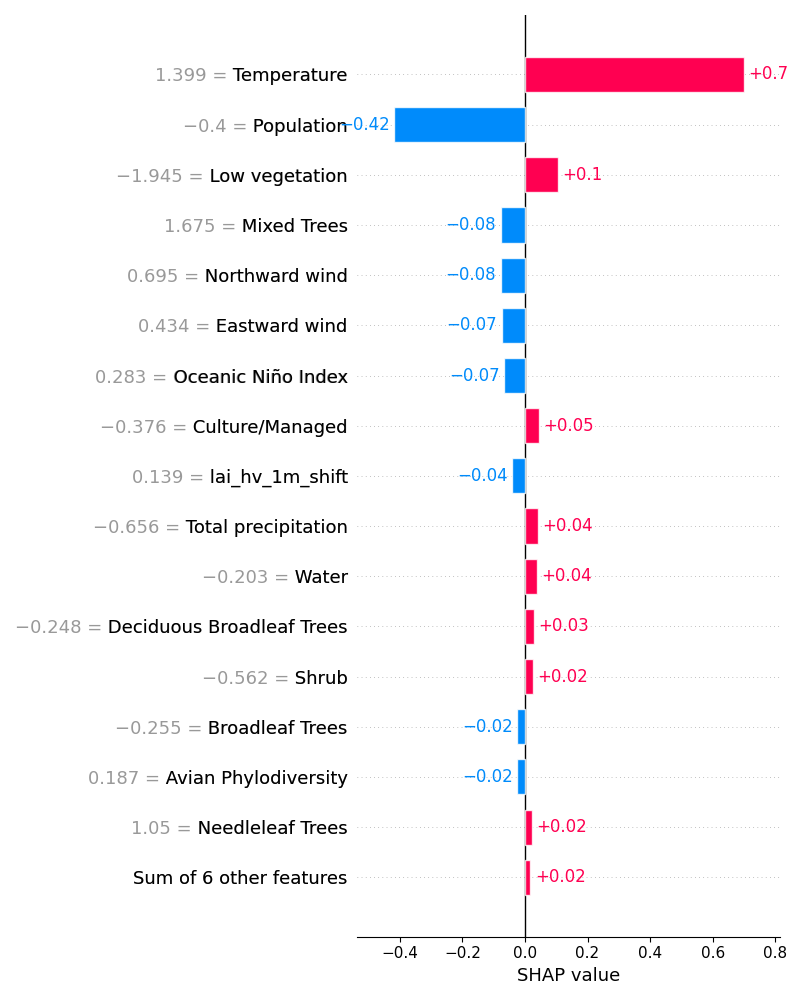 1.399 = Temperature +0.7
−0.4 = Population −0.42
−1.945 = Low vegetation +0.1
1.675 = Mixed Trees −0.08
0.695 = Northward wind −0.08
0.434 = Eastward wind −0.07
0.283 = Oceanic Niño Index −0.07
−0.376 = Culture/Managed +0.05
0.139 = lai_hv_1m_shift −0.04
−0.656 = Total precipitation +0.04
−0.203 = Water +0.04
−0.248 = Deciduous Broadleaf Trees +0.03
−0.562 = Shrub +0.02
−0.255 = Broadleaf Trees −0.02
0.187 = Avian Phylodiversity −0.02
1.05 = Needleleaf Trees +0.02
Sum of 6 other features +0.02
−0.4 −0.2 0.0 0.2 0.4 0.6 0.8
SHAP value